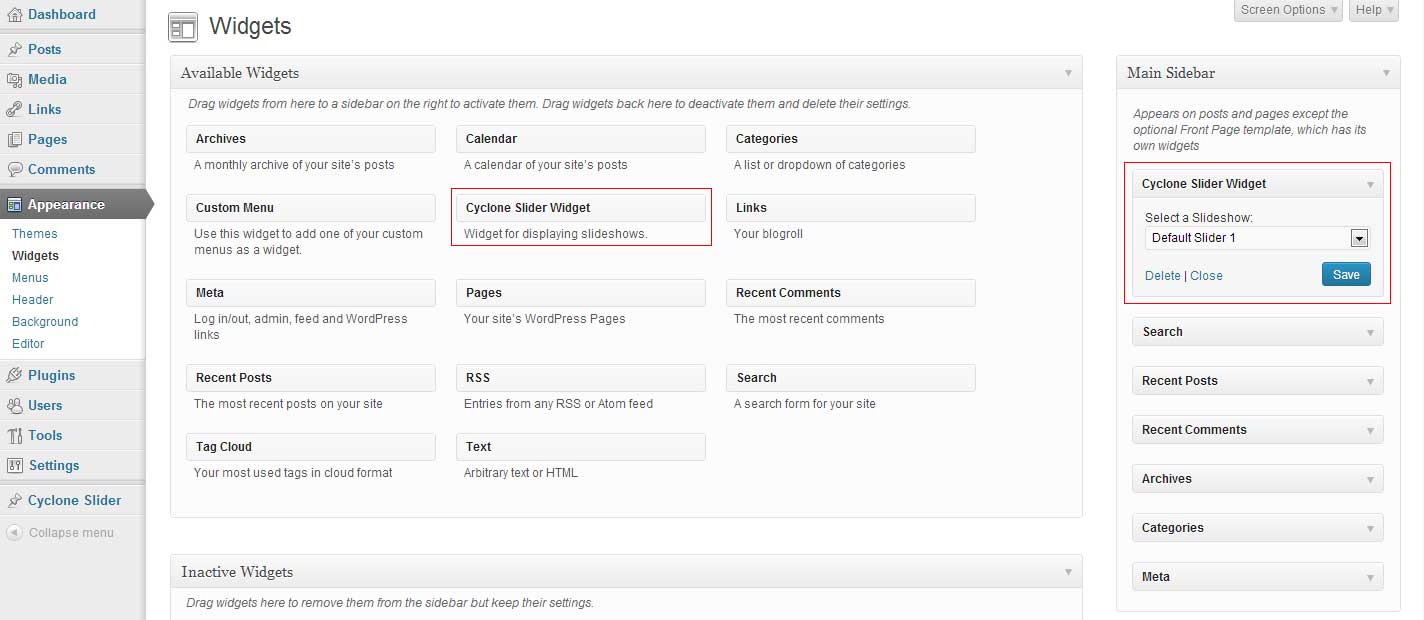 Dashboard
Posts
Media
Links
Pages
Comments
Appearance
Themes
Widgets
Menus
Header
Background
Editor
Plugins
Users
Tools
Settings
Cyclone Slider
Collapse menu
Screen Options
Help
Widgets
Available Widgets
Drag widgets from here to a sidebar on the right to activate them. Drag widgets back here to deactivate them and delete their settings.
Archives
A monthly archive of your site's posts
Calendar
A calendar of your site's posts
Categories
A list or dropdown of categories
Custom Menu
Use this widget to add one of your custom
menus as a widget.
Cyclone Slider Widget
Widget for displaying slideshows.
Links
Your blogroll
Meta
Log in/out, admin, feed and WordPress
links
Pages
Your site's WordPress Pages
Recent Comments
The most recent comments
Recent Posts
The most recent posts on your site
RSS
Entries from any RSS or Atom feed
Search
A search form for your site
Tag Cloud
Your most used tags in cloud format
Text
Arbitrary text or HTML
Inactive Widgets
Drag widgets here to remove them from the sidebar but keep their settings.
Main Sidebar
Appears on posts and pages except the
optional Front Page template, which has its
own widgets
Cyclone Slider Widget
Select a Slideshow:
Default Slider 1
Delete | Close
Save
Search
Recent Posts
Recent Comments
Archives
Categories
Meta